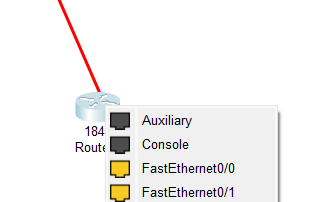 Auxiliary
184
Console
Route
FastEthernet0/0
FastEthernet0/1